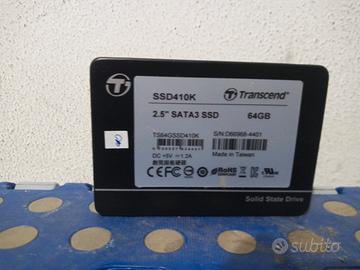 Transcend
SSD410K
2.5" SATA3 SSD
64GB
TS64GSSD410K
S/N:D66968-4401
DC +5V ⎓ 1.2A
Made in Taiwan
RoHS
Solid State Drive
subito